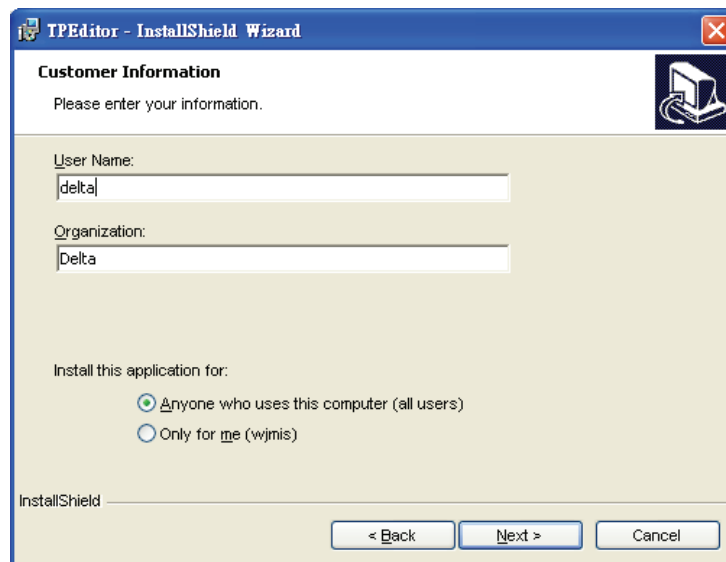 TPEditor - InstallShield Wizard
Customer Information
Please enter your information.
User Name:
delta
Organization:
Delta
Install this application for:
Anyone who uses this computer (all users)
Only for me (wjmis)
InstallShield
< Back Next > Cancel